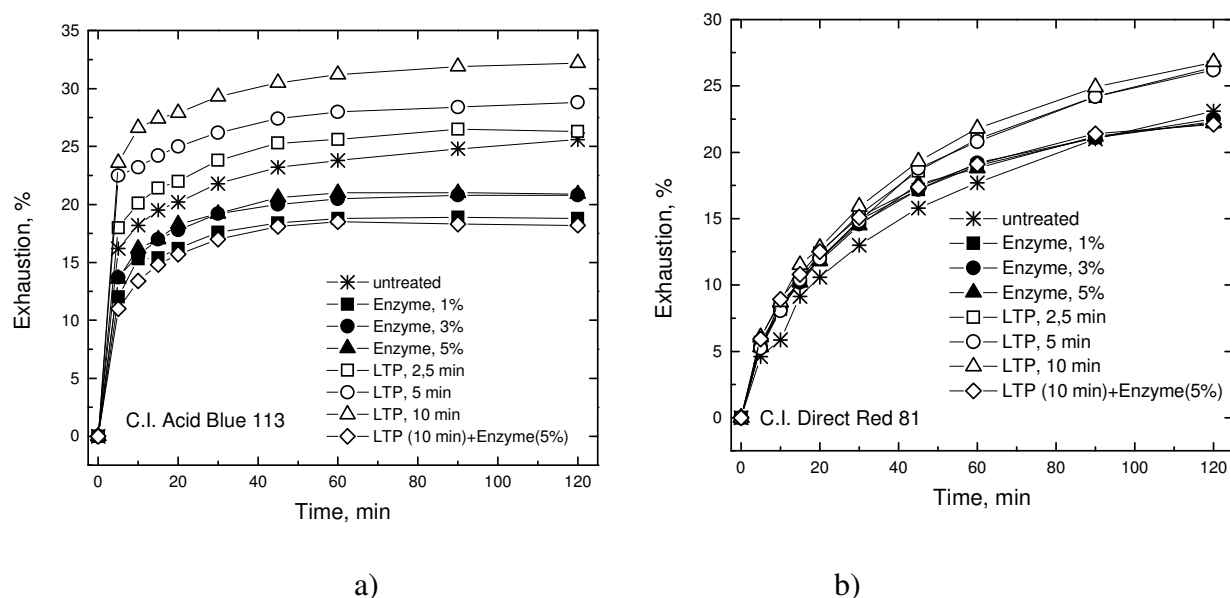 35
30
25
20
15
10
5
0
Exhaustion, %
untreated
Enzyme, 1%
Enzyme, 3%
Enzyme, 5%
LTP, 2,5 min
LTP, 5 min
LTP, 10 min
LTP (10 min)+Enzyme(5%)
C.I. Acid Blue 113
0 20 40 60 80 100 120
Time, min
a)
30
25
20
15
10
5
0
Exhaustion, %
untreated
Enzyme, 1%
Enzyme, 3%
Enzyme, 5%
LTP, 2,5 min
LTP, 5 min
LTP, 10 min
LTP (10 min)+Enzyme(5%)
C.I. Direct Red 81
0 20 40 60 80 100 120
Time, min
b)